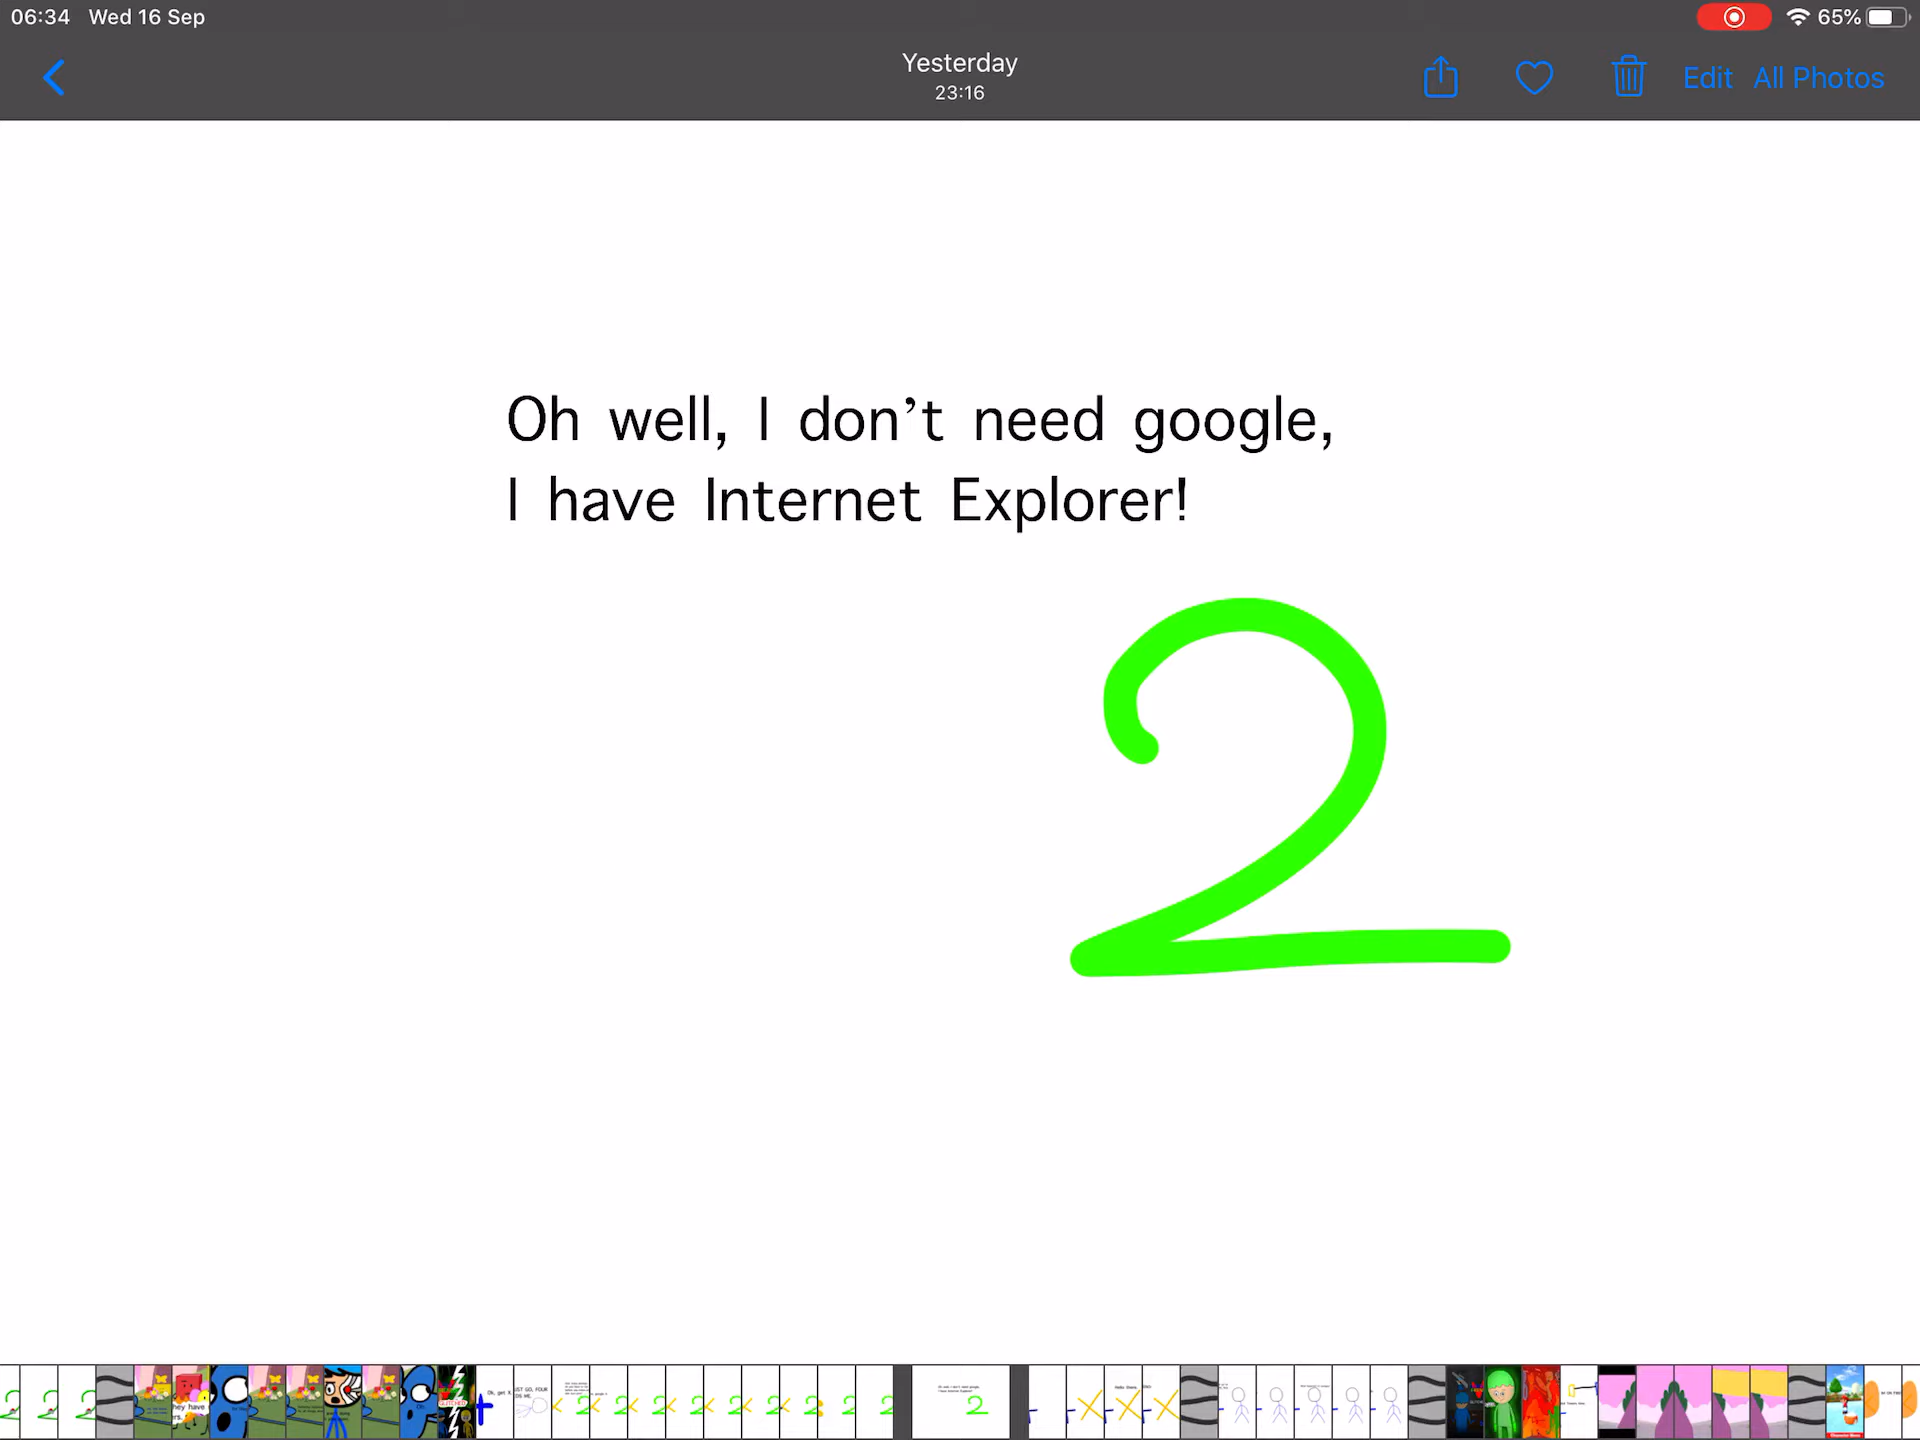 06:34 Wed 16 Sep
65%
Yesterday
23:16
Edit All Photos
Oh well, I don’t need google,
I have Internet Explorer!
2